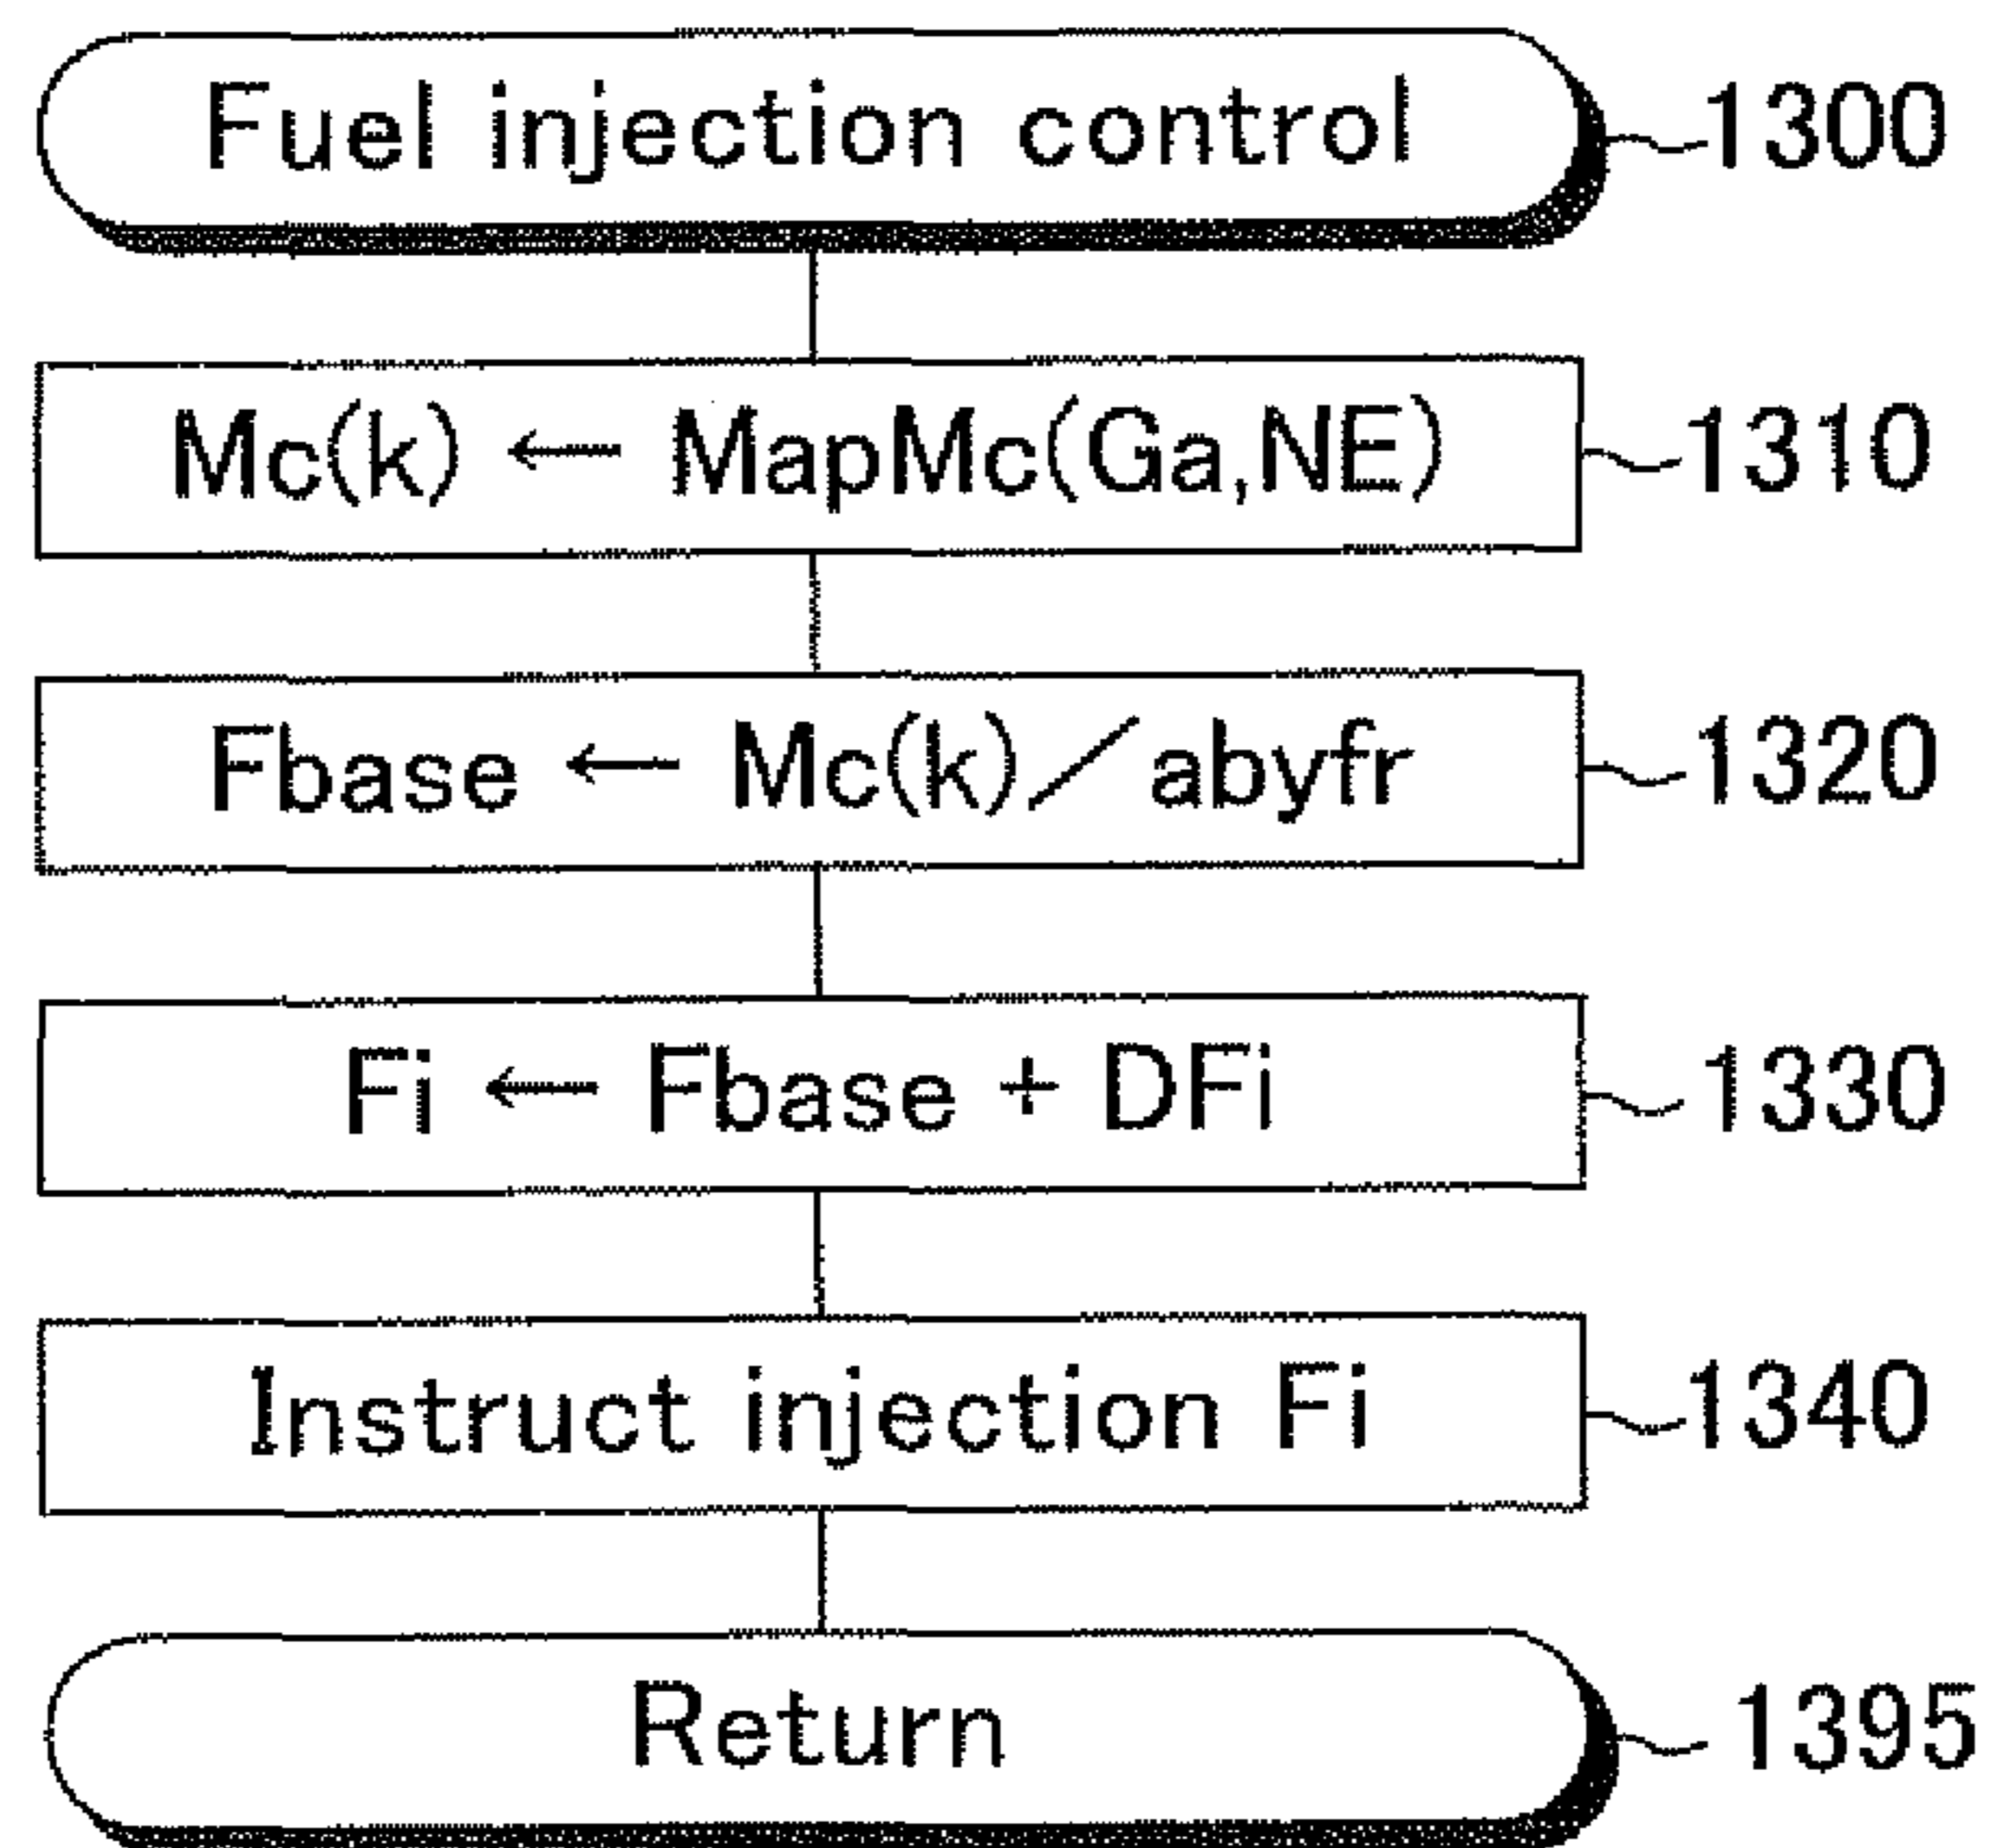 Fuel injection control 1300
Mc(k) ← MapMc(Ga,NE) 1310
Fbase ← Mc(k)／abyfr 1320
Fi ← Fbase + DFi 1330
Instruct injection Fi 1340
Return 1395